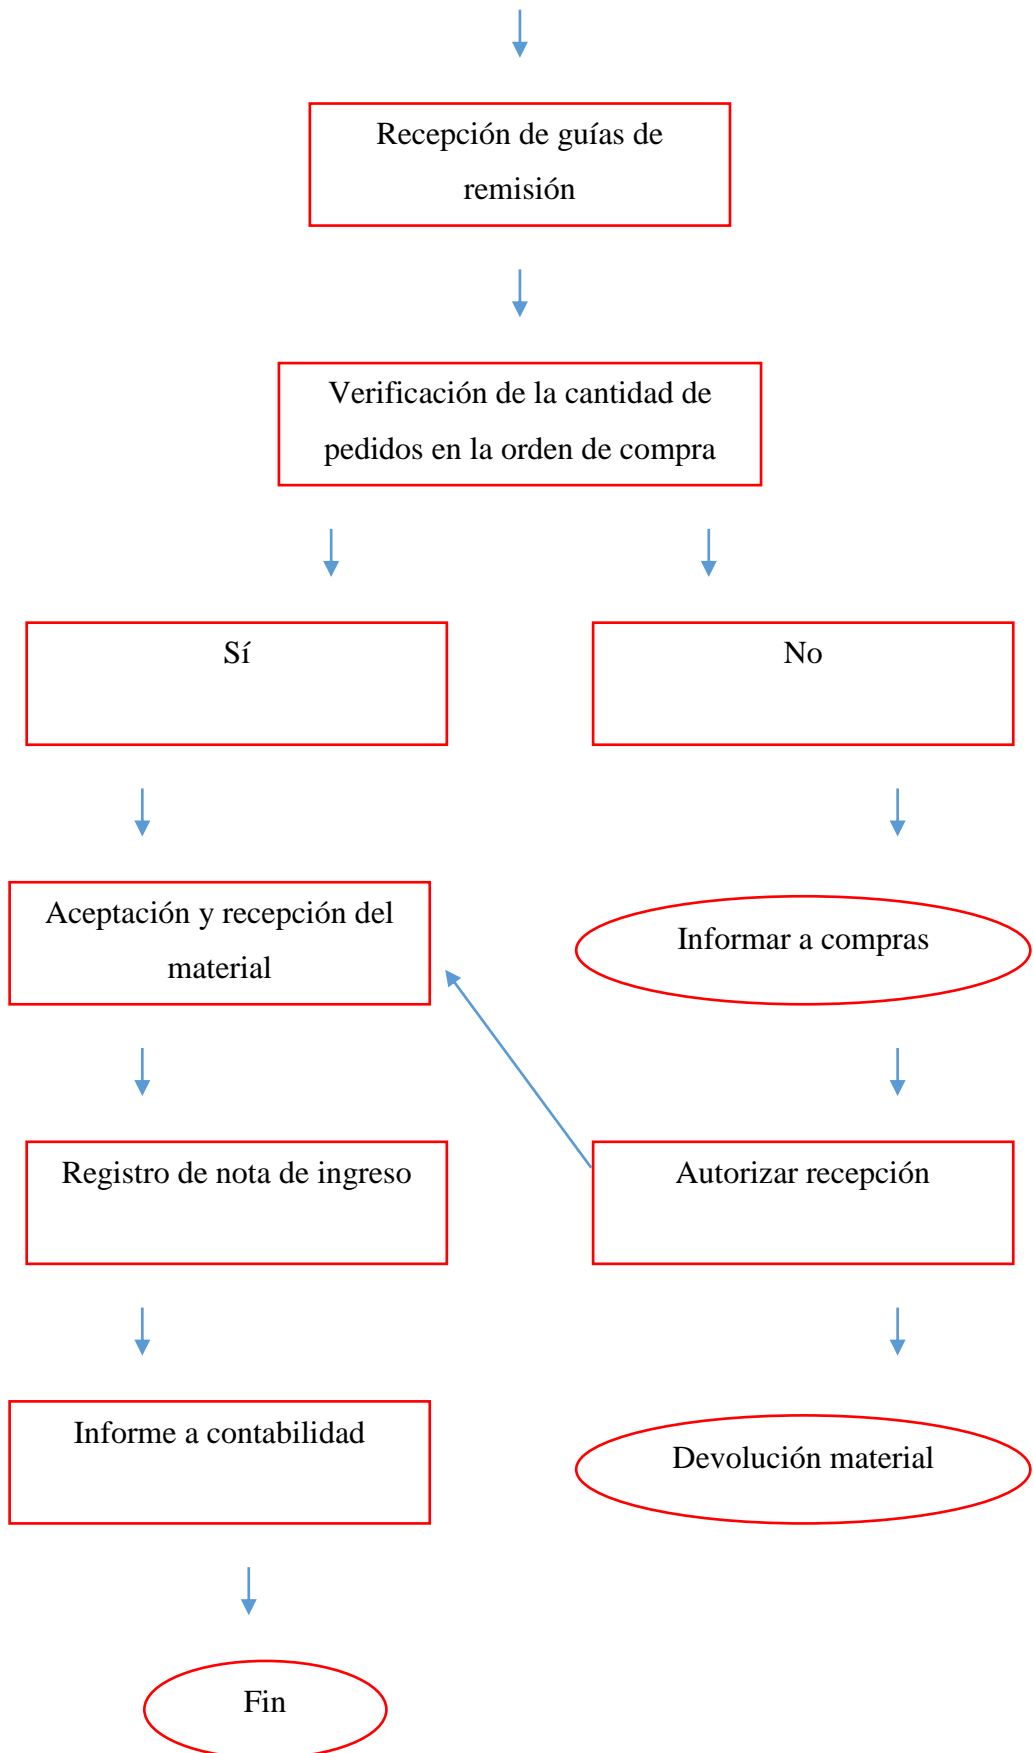 Recepción de guías de
remisión
Verificación de la cantidad de
pedidos en la orden de compra
Sí
No
Aceptación y recepción del
material
Informar a compras
Registro de nota de ingreso
Autorizar recepción
Informe a contabilidad
Devolución material
Fin